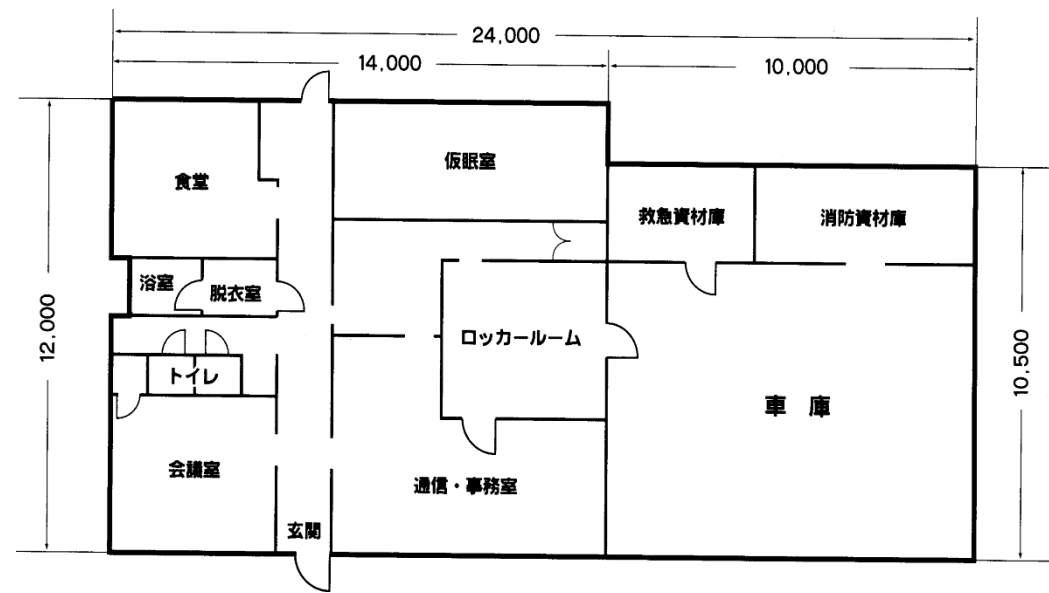 24,000
14,000
10,000
仮眠室
食堂
救急資材庫
消防資材庫
浴室
脱衣室
12,000
ロッカールーム
10,500
トイレ
車庫
会議室
通信・事務室
玄関